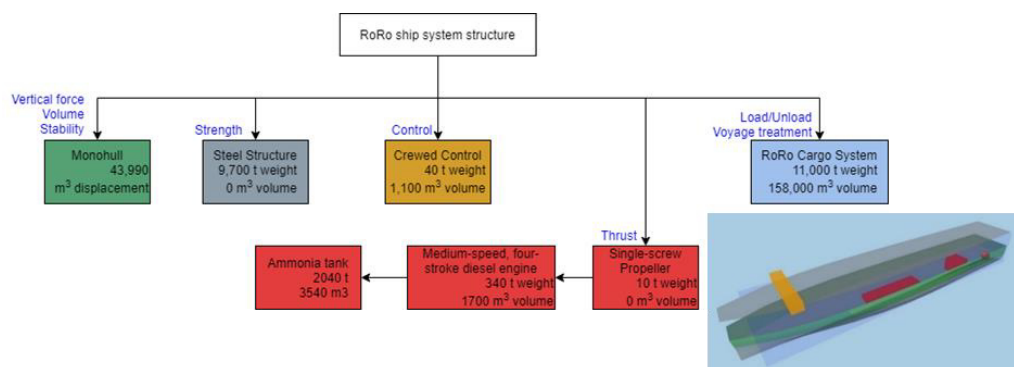 RoRo ship system structure
Vertical force
Volume
Stability
Monohull
43,990
m³ displacement
Strength
Steel Structure
9,700 t weight
0 m³ volume
Control
Crewed Control
40 t weight
1,100 m³ volume
Load/Unload
Voyage treatment
RoRo Cargo System
11,000 t weight
158,000 m³ volume
Ammonia tank
2040 t
3540 m3
Medium-speed, four-
stroke diesel engine
340 t weight
1700 m³ volume
Thrust
Single-screw
Propeller
10 t weight
0 m³ volume